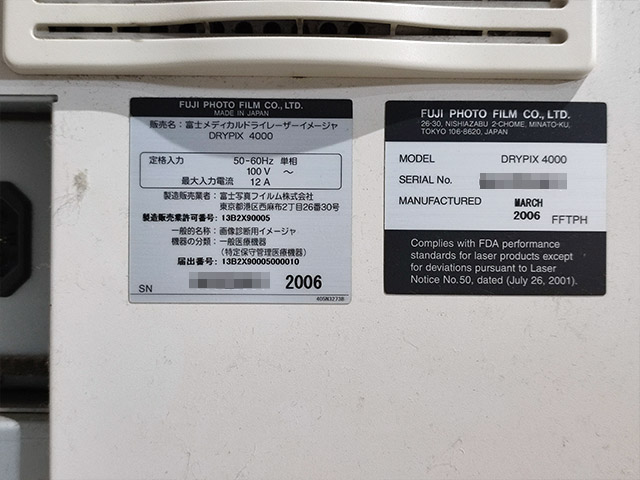 FUJI PHOTO FILM CO., LTD.
MADE IN JAPAN
販売名：富士メディカルドライレーザーイメージャ
DRYPIX 4000
定格入力 50-60Hz 単相
100 V ～
最大入力電流 12 A
製造販売業者：富士写真フイルム株式会社
東京都港区西麻布2丁目26番30号
製造販売業許可番号: 13B2X90005
一般的名称：画像診断用イメージャ
機器の分類：一般医療機器
(特定保守管理医療機器)
届出番号: 13B2X90005000010
SN 2006
405N3273B
FUJI PHOTO FILM CO., LTD.
26-30, NISHIAZABU 2-CHOME, MINATO-KU,
TOKYO 106-8620, JAPAN
MODEL DRYPIX 4000
SERIAL No.
MANUFACTURED MARCH
2006 FFTPH
Complies with FDA performance
standards for laser products except
for deviations pursuant to Laser
Notice No.50, dated (July 26, 2001).